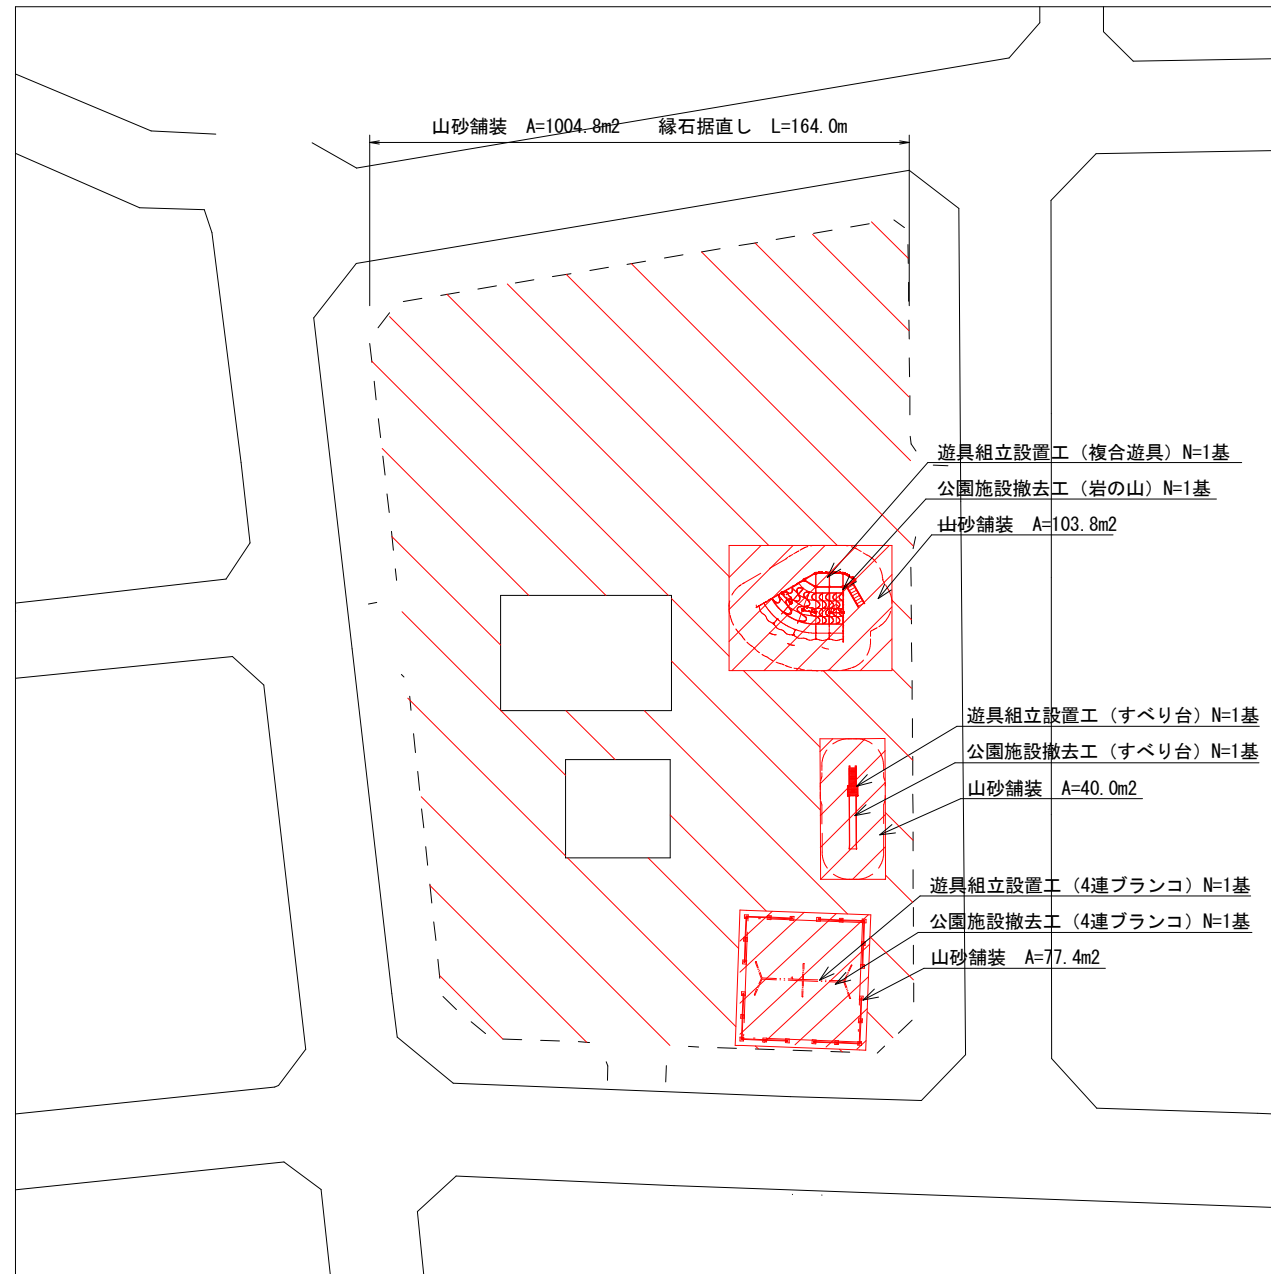 山砂舗装 A=1004.8m2 縁石据直し L=164.0m
遊具組立設置工（複合遊具）N=1基
公園施設撤去工（岩の山）N=1基
山砂舗装 A=103.8m2
遊具組立設置工（すべり台）N=1基
公園施設撤去工（すべり台）N=1基
山砂舗装 A=40.0m2
遊具組立設置工（4連ブランコ）N=1基
公園施設撤去工（4連ブランコ）N=1基
山砂舗装 A=77.4m2